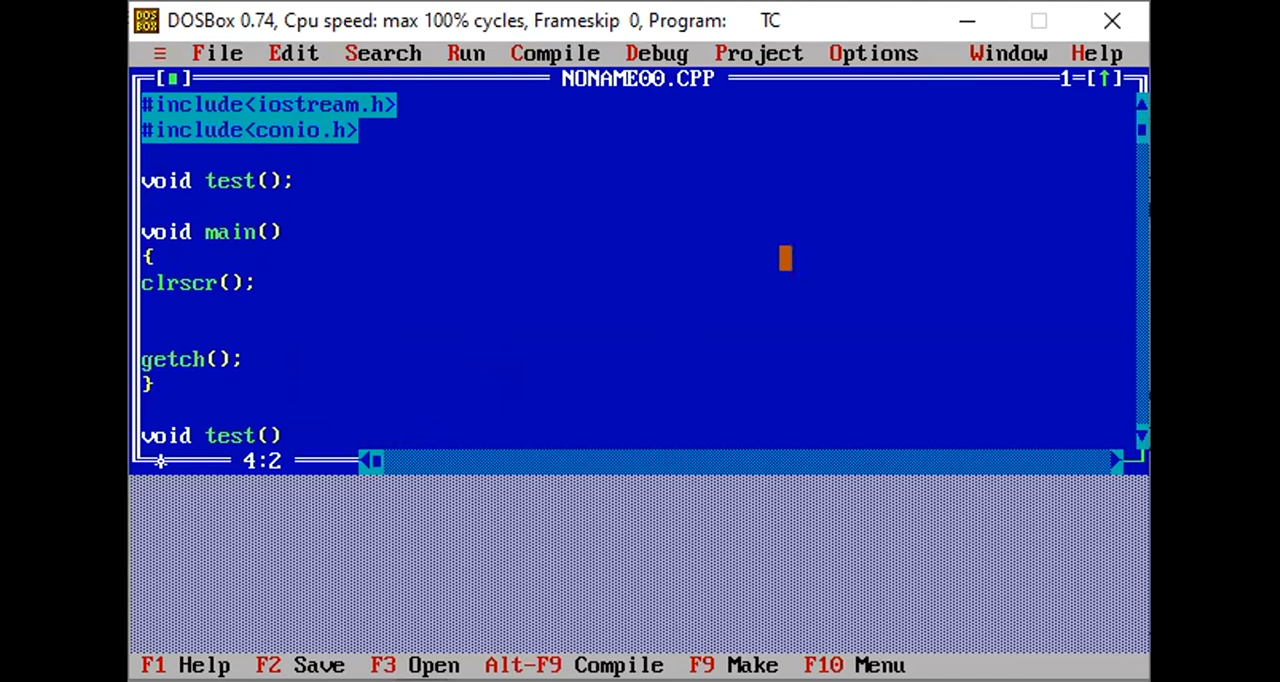 DOSBox 0.74, Cpu speed: max 100% cycles, Frameskip 0, Program: TC
≡ File Edit Search Run Compile Debug Project Options Window Help
[■] NONAME00.CPP 1=[↑]
#include<iostream.h>
#include<conio.h>
void test();
void main()
{
clrscr();
getch();
}
void test()
4:2
F1 Help F2 Save F3 Open Alt-F9 Compile F9 Make F10 Menu